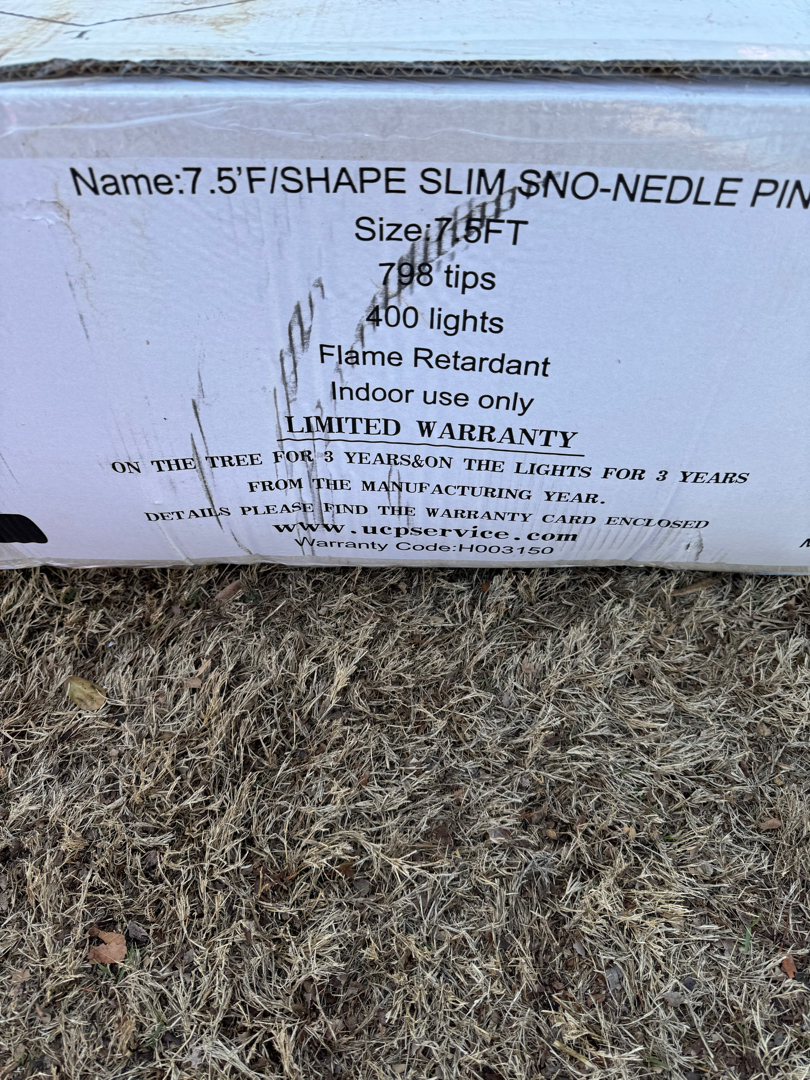 Name:7.5'F/SHAPE SLIM SNO-NEDLE PIN
Size:7.5FT
798 tips
400 lights
Flame Retardant
Indoor use only
LIMITED WARRANTY
ON THE TREE FOR 3 YEARS&ON THE LIGHTS FOR 3 YEARS
FROM THE MANUFACTURING YEAR.
DETAILS PLEASE FIND THE WARRANTY CARD ENCLOSED
www.ucpservice.com
Warranty Code:H003150